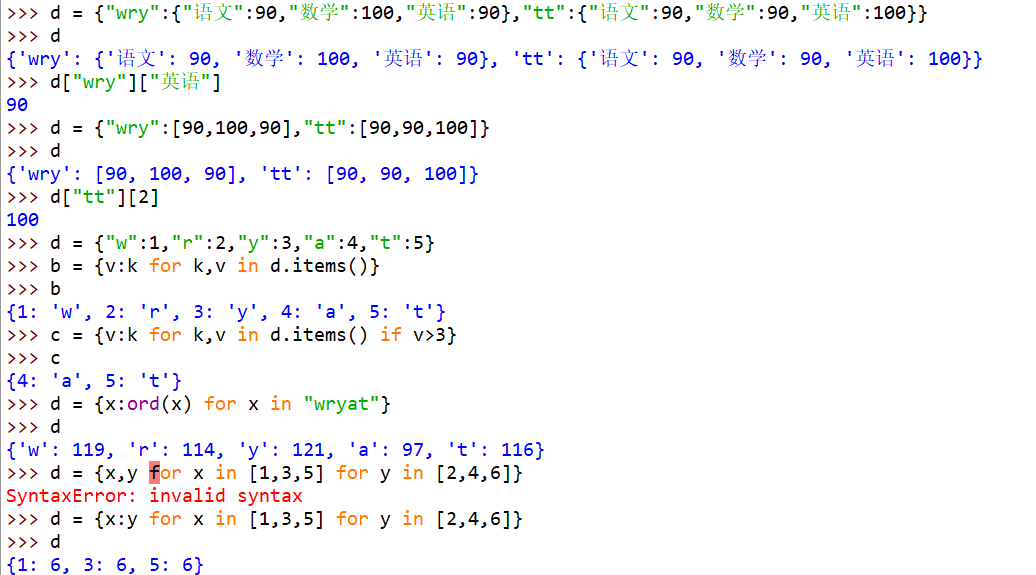 >>> d = {"wry":{"语文":90,"数学":100,"英语":90},"tt":{"语文":90,"数学":90,"英语":100}}
>>> d
{'wry': {'语文': 90, '数学': 100, '英语': 90}, 'tt': {'语文': 90, '数学': 90, '英语': 100}}
>>> d["wry"]["英语"]
90
>>> d = {"wry":[90,100,90],"tt":[90,90,100]}
>>> d
{'wry': [90, 100, 90], 'tt': [90, 90, 100]}
>>> d["tt"][2]
100
>>> d = {"w":1,"r":2,"y":3,"a":4,"t":5}
>>> b = {v:k for k,v in d.items()}
>>> b
{1: 'w', 2: 'r', 3: 'y', 4: 'a', 5: 't'}
>>> c = {v:k for k,v in d.items() if v>3}
>>> c
{4: 'a', 5: 't'}
>>> d = {x:ord(x) for x in "wryat"}
>>> d
{'w': 119, 'r': 114, 'y': 121, 'a': 97, 't': 116}
>>> d = {x,y for x in [1,3,5] for y in [2,4,6]}
SyntaxError: invalid syntax
>>> d = {x:y for x in [1,3,5] for y in [2,4,6]}
>>> d
{1: 6, 3: 6, 5: 6}